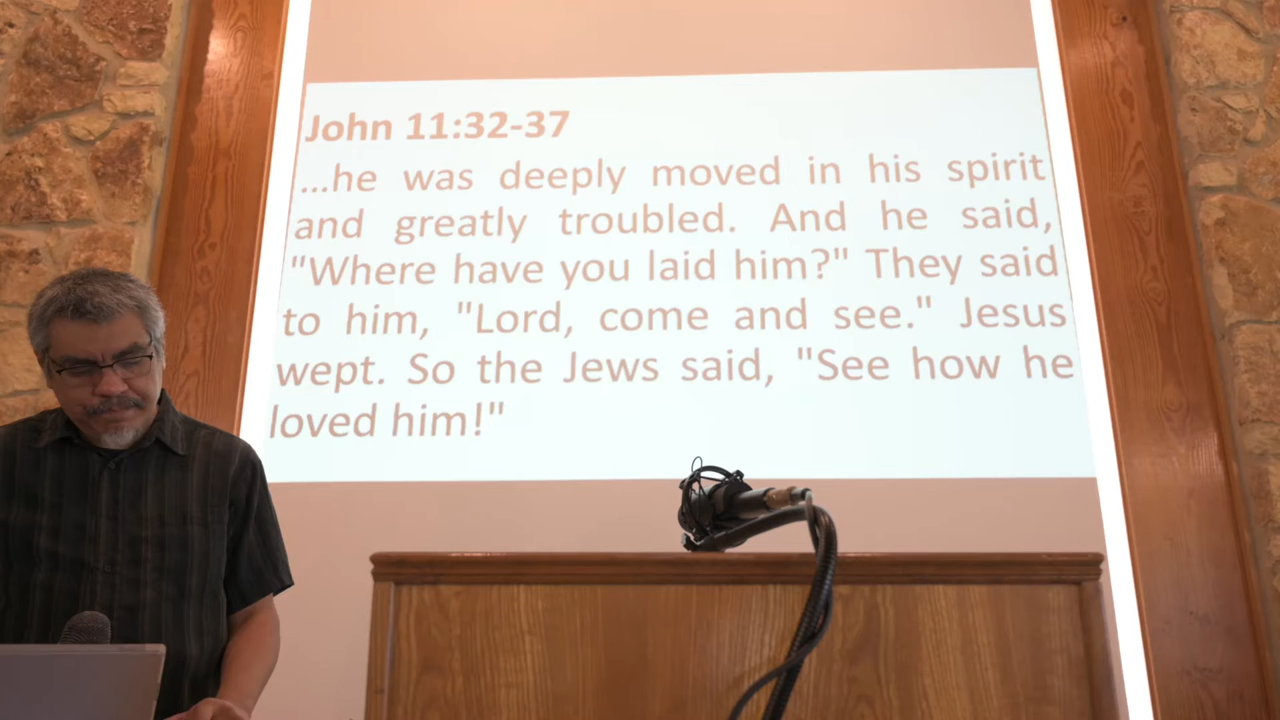 John 11:32-37
...he was deeply moved in his spirit
and greatly troubled. And he said,
"Where have you laid him?" They said
to him, "Lord, come and see." Jesus
wept. So the Jews said, "See how he
loved him!"